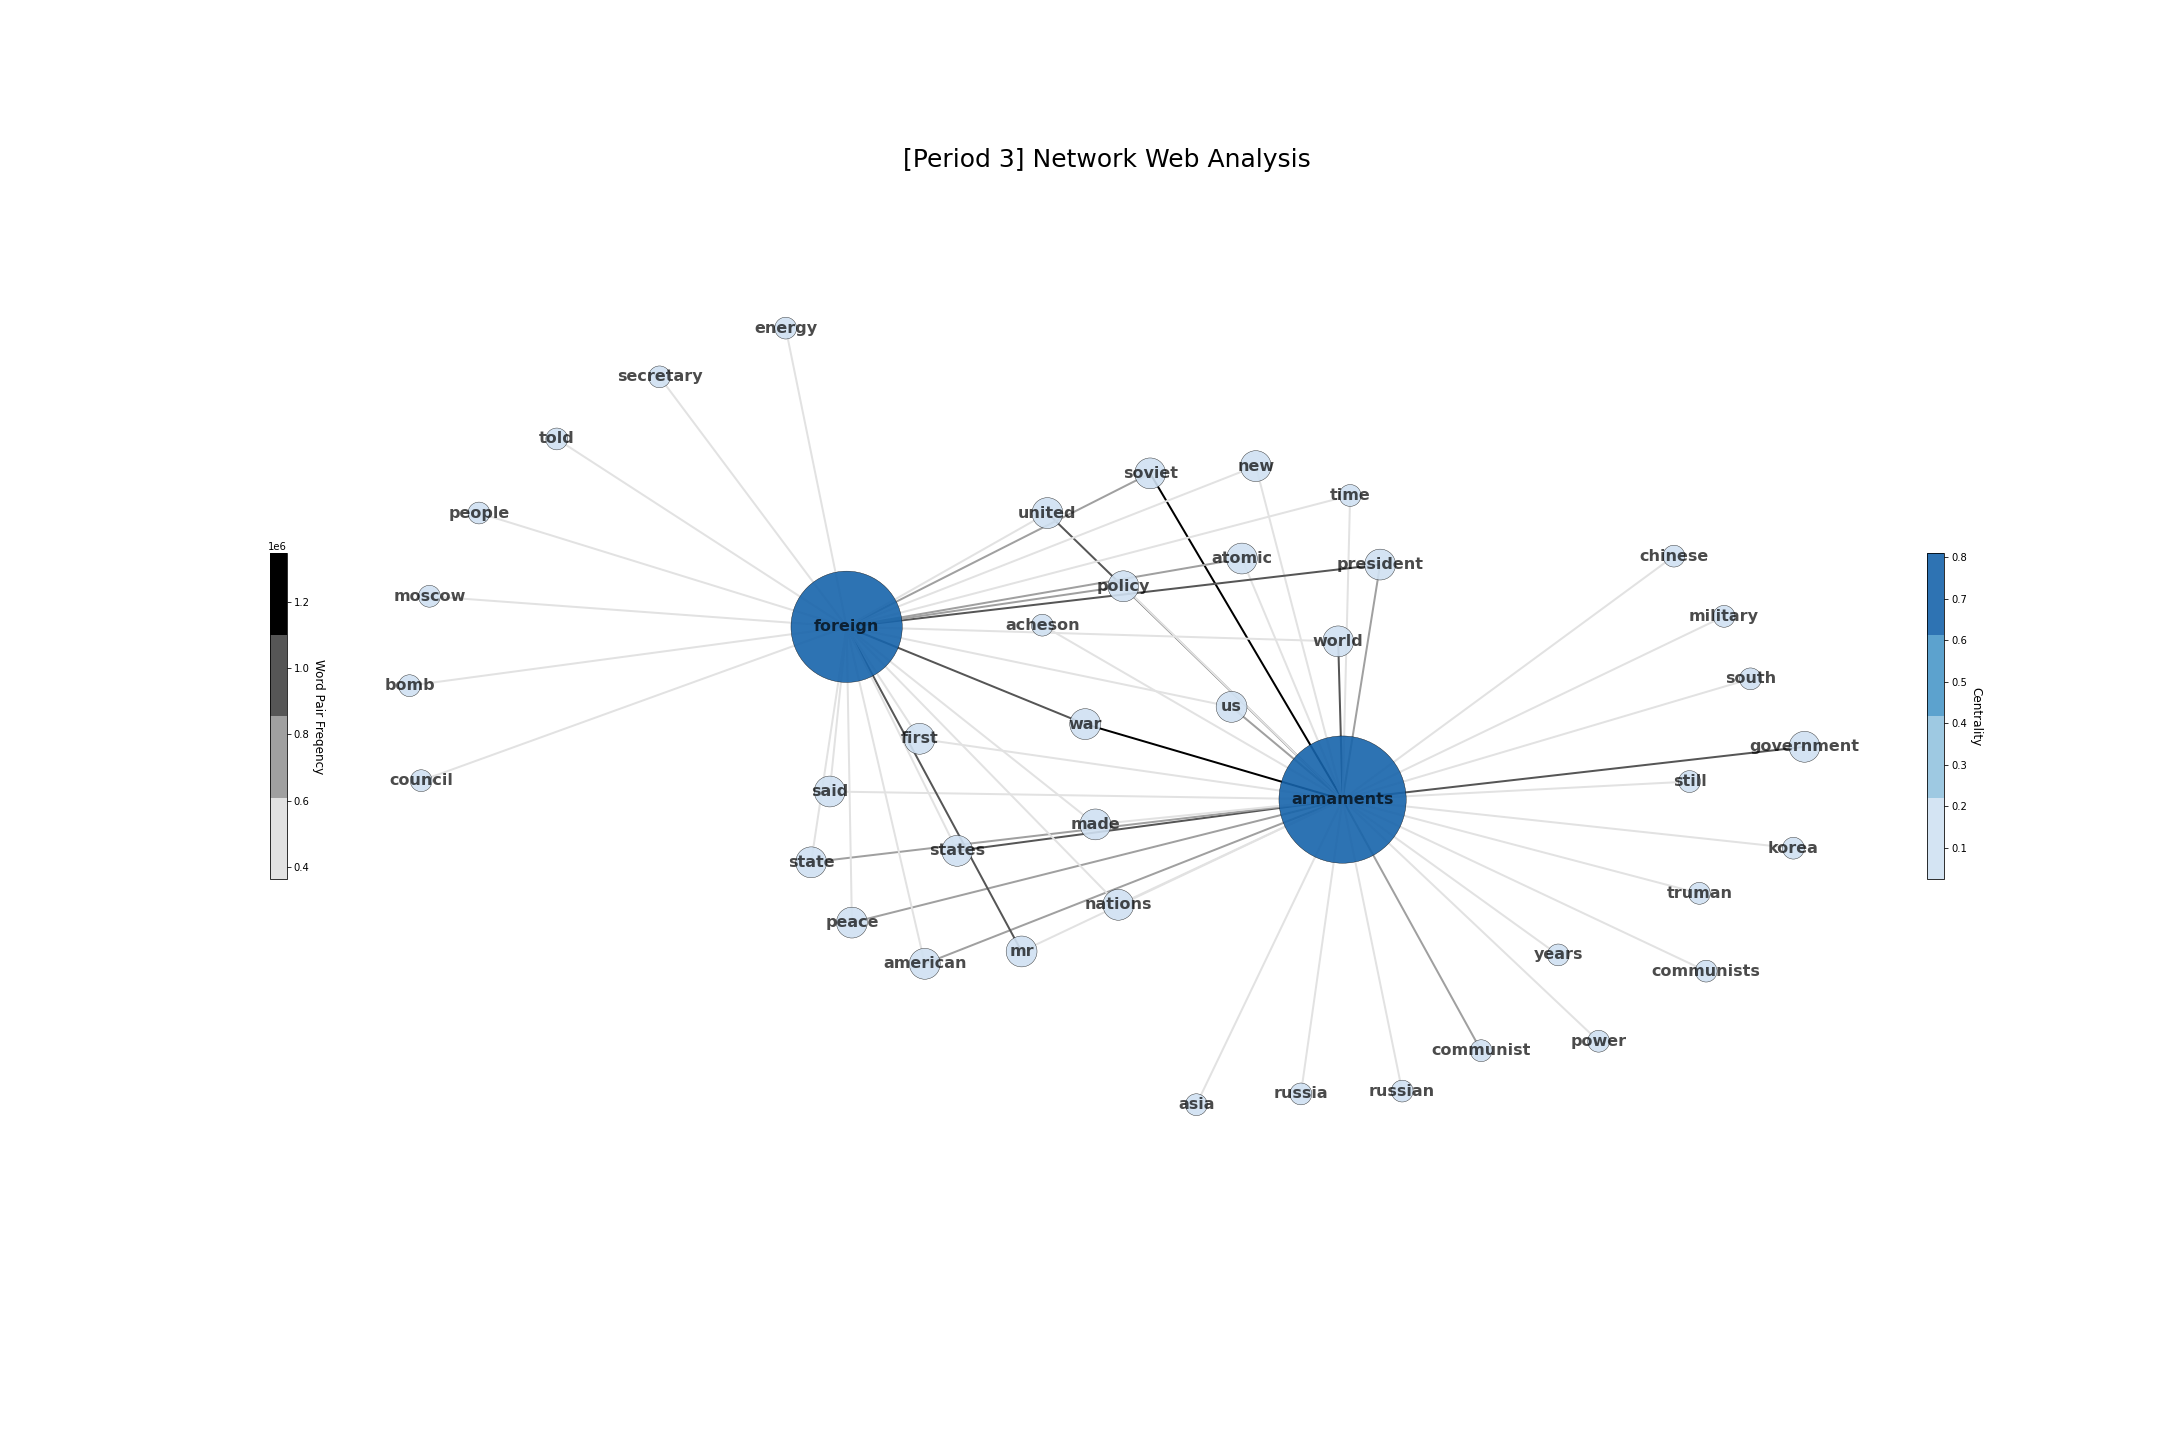 [Period 3] Network Web Analysis
energy
secretary
told
people
moscow
bomb
council
foreign
soviet
new
time
united
atomic
president
policy
acheson
world
us
war
first
said
made
state
states
peace
nations
american
mr
armaments
chinese
military
south
government
still
korea
truman
years
communists
power
communist
russian
russia
asia
1e6
1.2
1.0
0.8
0.6
0.4
Word Pair Freqency
0.8
0.7
0.6
0.5
0.4
0.3
0.2
0.1
Centrality